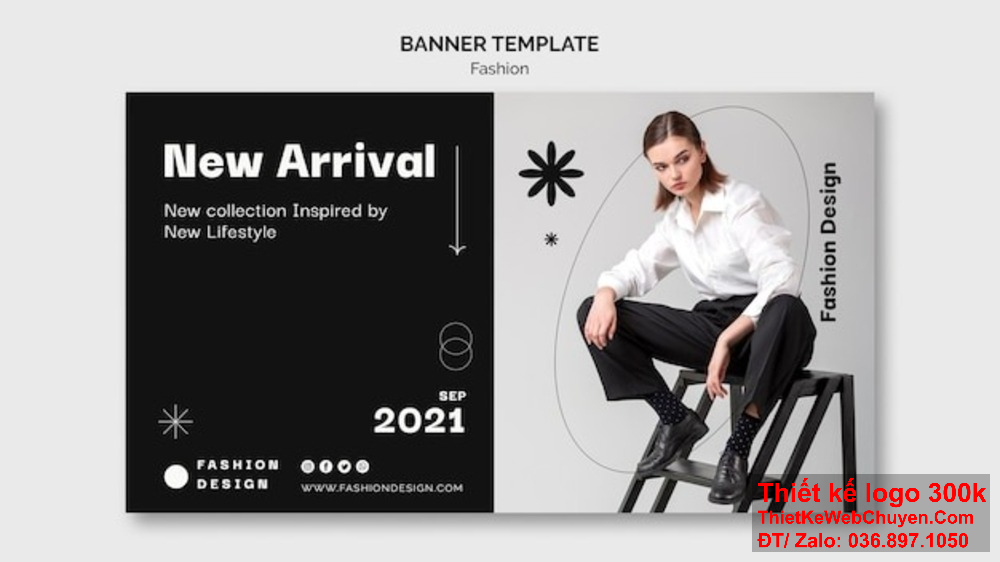 BANNER TEMPLATE
Fashion
New Arrival
New collection Inspired by
New Lifestyle
SEP
2021
FASHION
DESIGN
WWW.FASHIONDESIGN.COM
Fashion Design
Thiết kế logo 300k
ThietKeWebChuyen.Com
ĐT/ Zalo: 036.897.1050